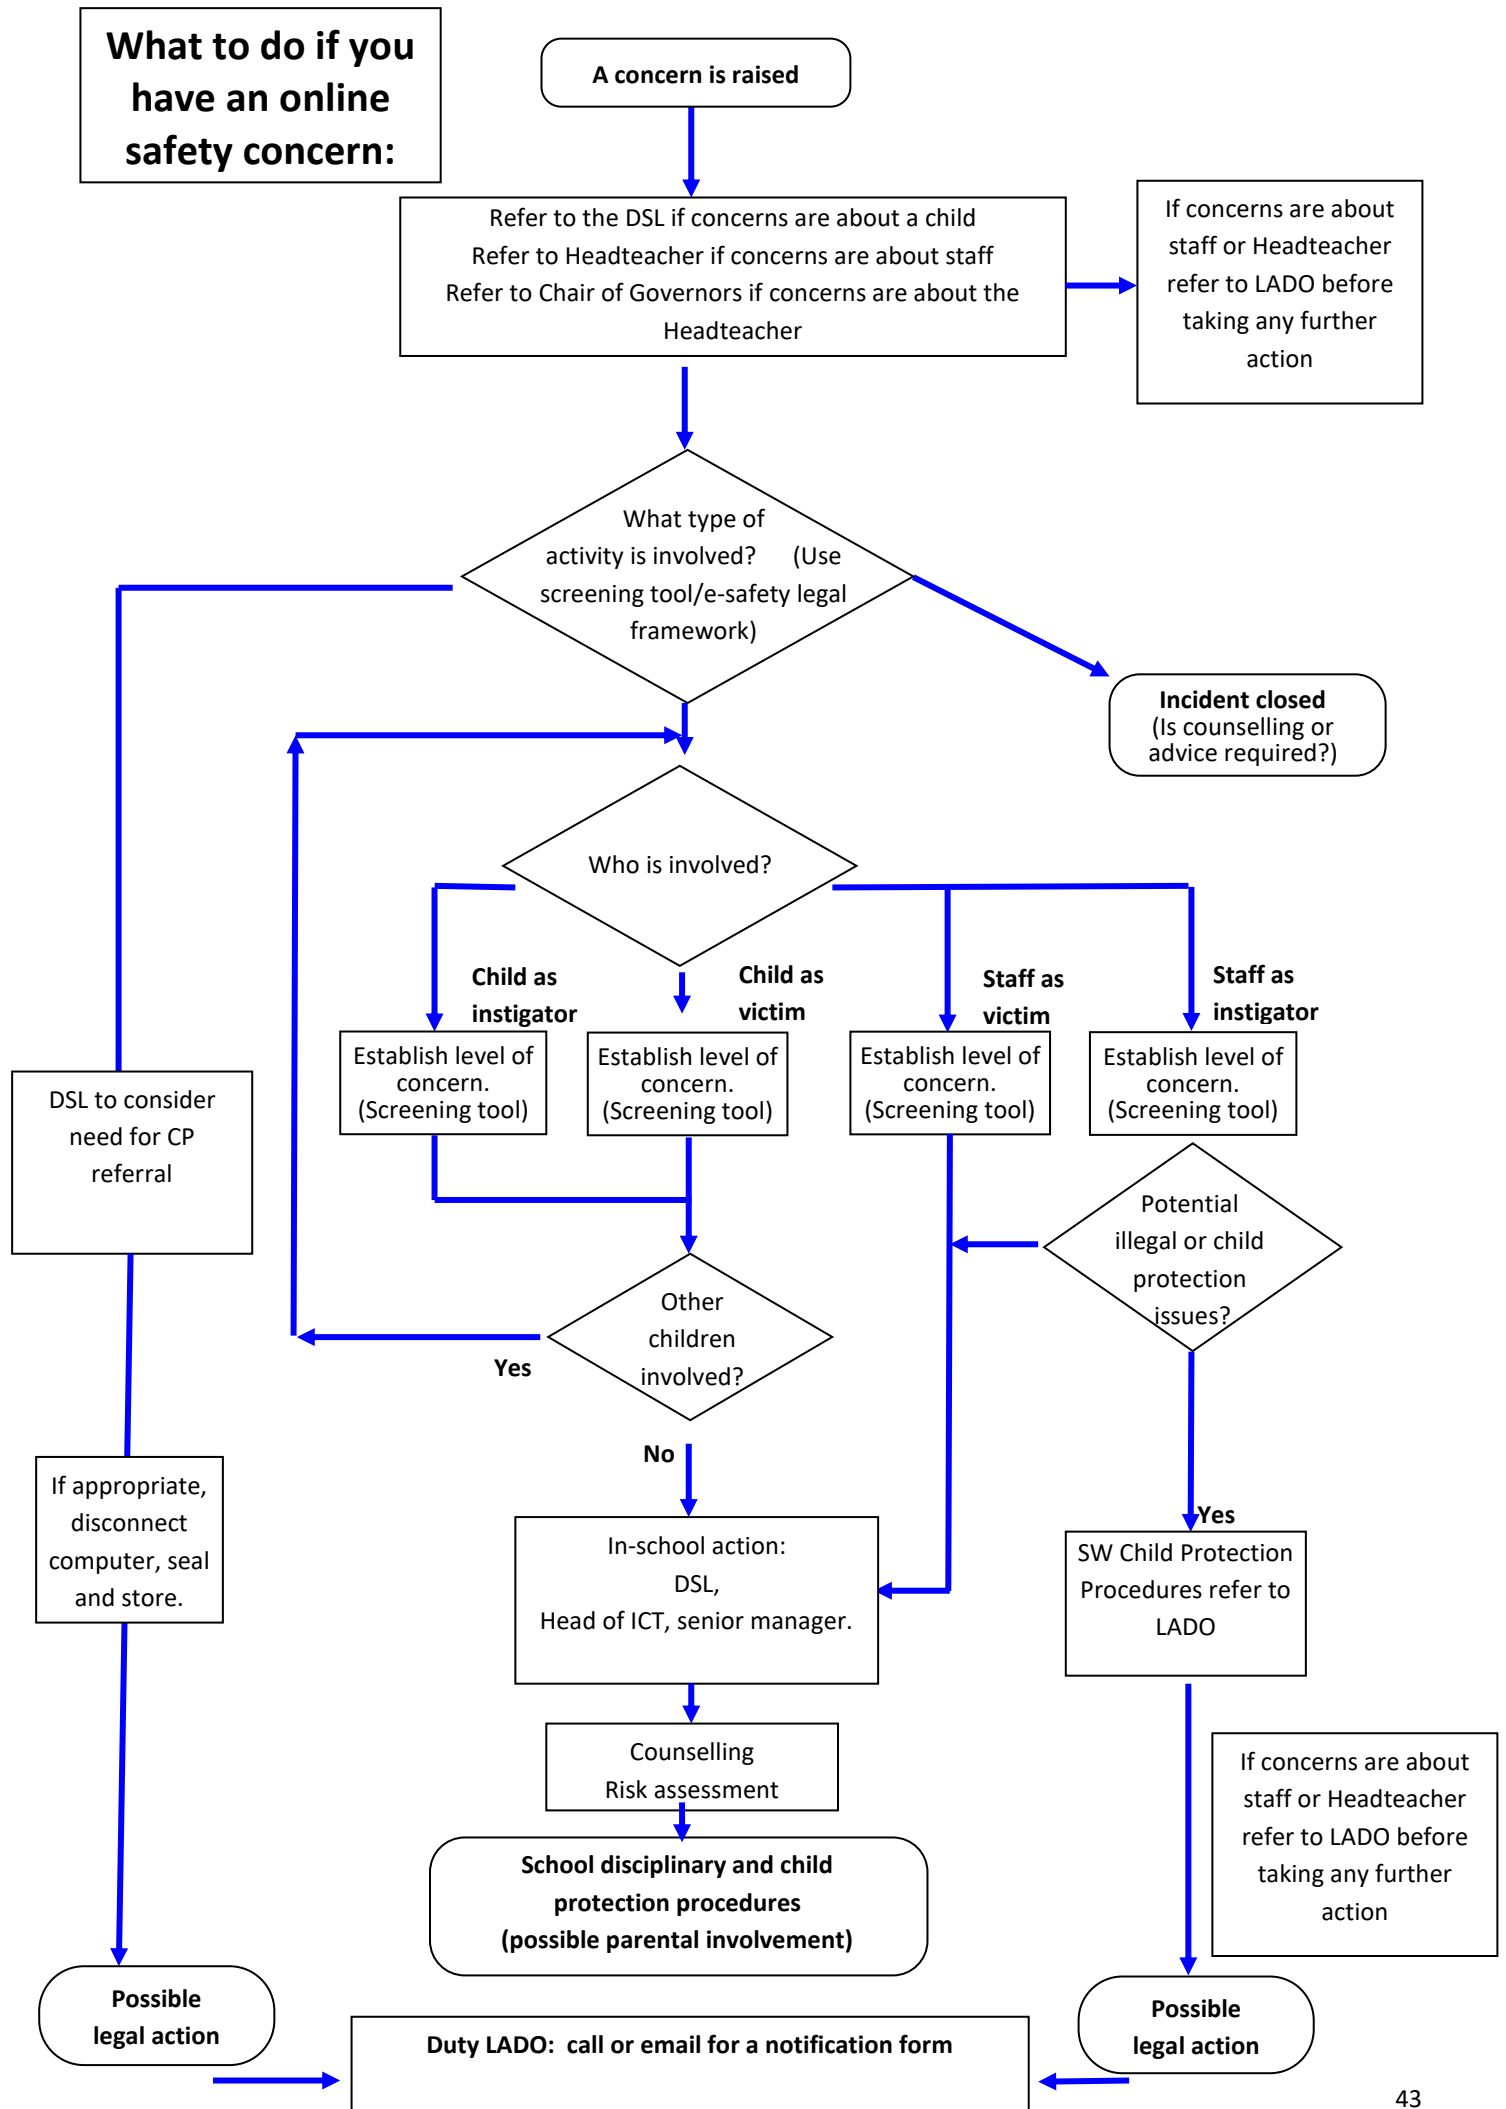 What to do if you
have an online
safety concern:
A concern is raised
Refer to the DSL if concerns are about a child
Refer to Headteacher if concerns are about staff
Refer to Chair of Governors if concerns are about the
Headteacher
If concerns are about
staff or Headteacher
refer to LADO before
taking any further
action
What type of
activity is involved? (Use
screening tool/e-safety legal
framework)
Incident closed
(Is counselling or
advice required?)
Who is involved?
Child as
instigator
Child as
victim
Staff as
victim
Staff as
instigator
Establish level of
concern.
(Screening tool)
Establish level of
concern.
(Screening tool)
Establish level of
concern.
(Screening tool)
Establish level of
concern.
(Screening tool)
DSL to consider
need for CP
referral
Potential
illegal or child
protection
issues?
Other
children
involved?
Yes
No
If appropriate,
disconnect
computer, seal
and store.
In-school action:
DSL,
Head of ICT, senior manager.
Yes
SW Child Protection
Procedures refer to
LADO
Counselling
Risk assessment
If concerns are about
staff or Headteacher
refer to LADO before
taking any further
action
School disciplinary and child
protection procedures
(possible parental involvement)
Possible
legal action
Possible
legal action
Duty LADO: call or email for a notification form
43